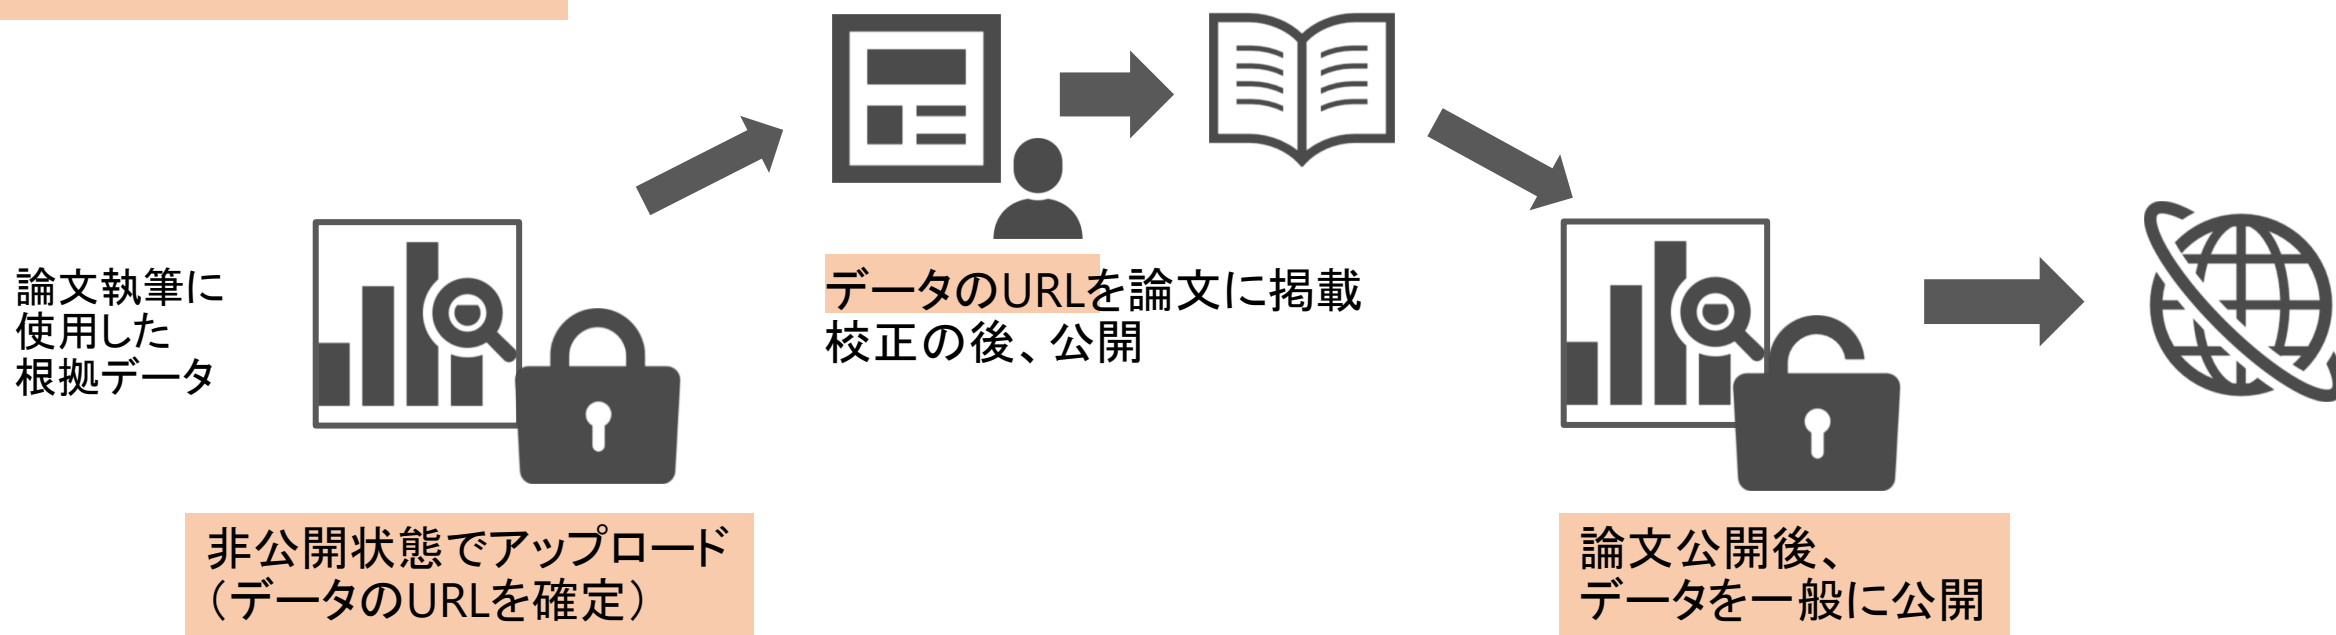 論文執筆に
使用した
根拠データ
非公開状態でアップロード
（データのURLを確定）
データのURLを論文に掲載
校正の後、公開
論文公開後、
データを一般に公開